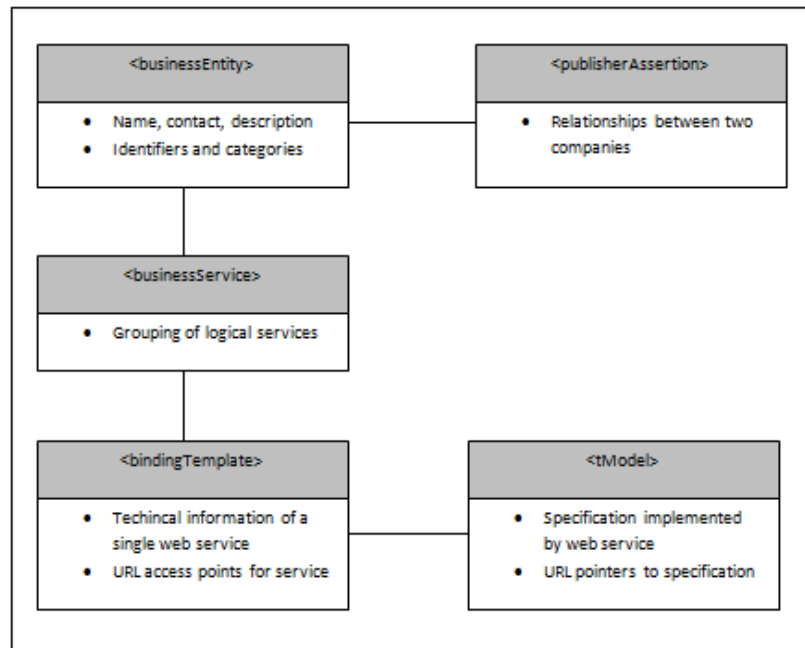 <businessEntity>
• Name, contact, description
• Identifiers and categories
<publisherAssertion>
• Relationships between two
companies
<businessService>
• Grouping of logical services
<bindingTemplate>
• Techincal information of a
single web service
• URL access points for service
<tModel>
• Specification implemented
by web service
• URL pointers to specification